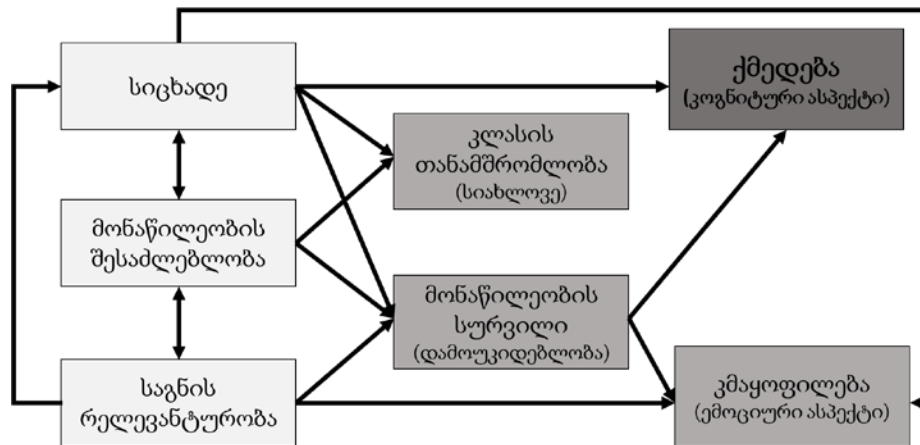 სიცხადე
ქმედება
(კოგნიტური ასპექტი)
კლასის
თანამშრომლობა
(სიახლოვე)
მონაწილეობის
შესაძლებლობა
მონაწილეობის
სურვილი
(დამოუკიდებლობა)
საგნის
რელევანტურობა
კმაყოფილება
(ემოციური ასპექტი)